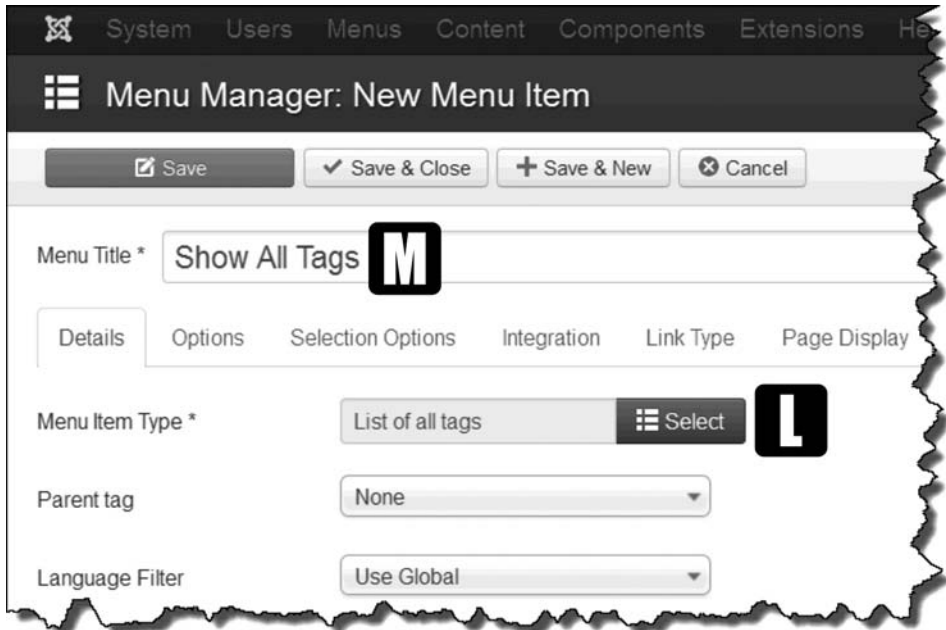 System Users Menus Content Components Extensions He
Menu Manager: New Menu Item
Save Save & Close Save & New Cancel
Menu Title * Show All Tags M
Details Options Selection Options Integration Link Type Page Display
Menu Item Type * List of all tags Select L
Parent tag None
Language Filter Use Global